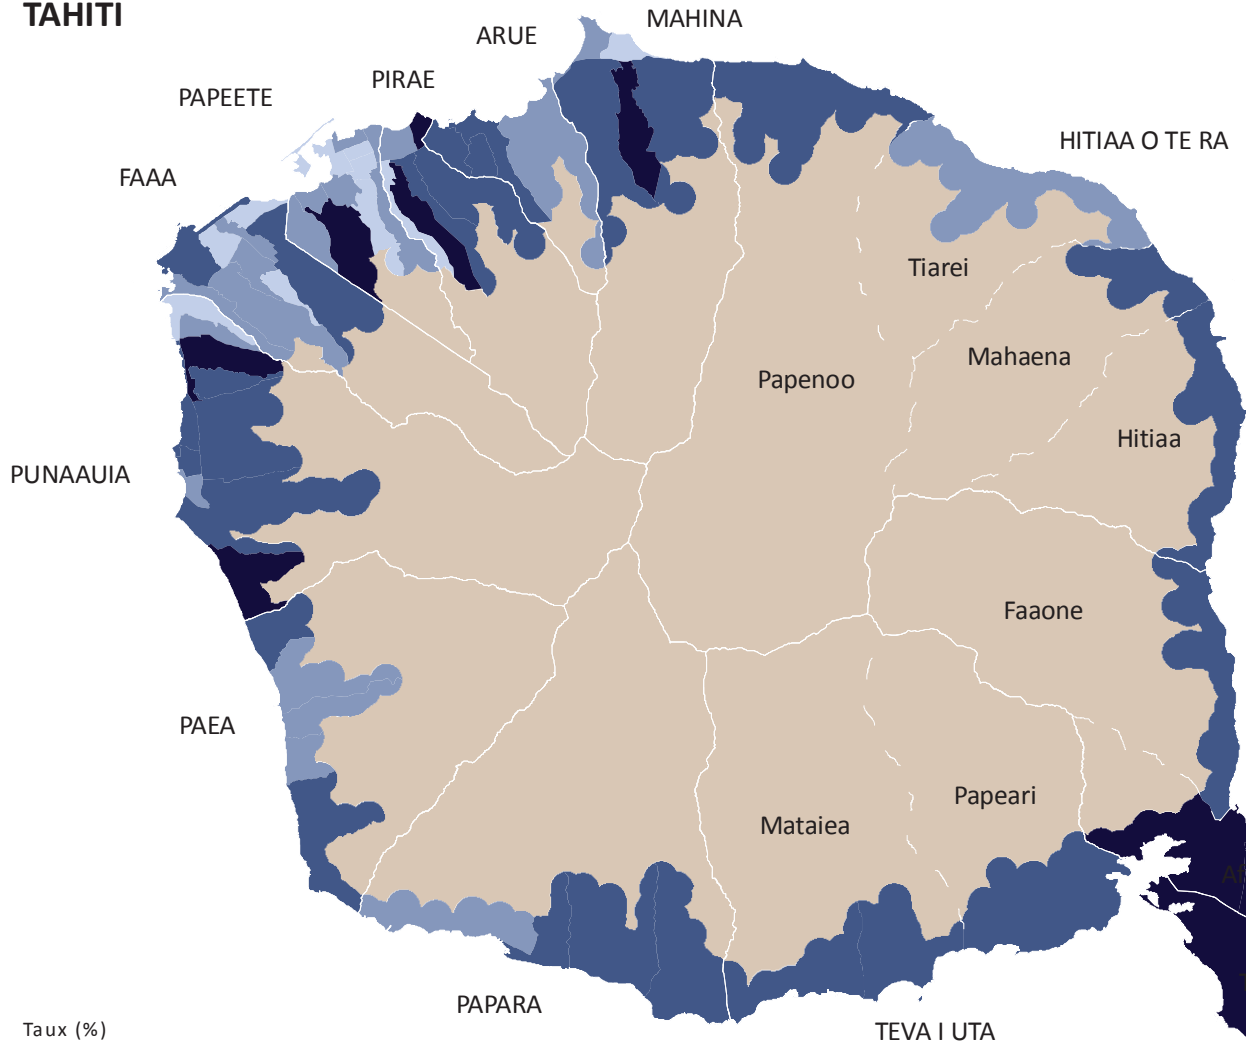 TAHITI
MAHINA
ARUE
PIRAE
PAPEETE
HITIAA O TE RA
FAAA
Tiarei
Mahaena
Papenoo
Hitiaa
PUNAAUIA
Faaone
PAEA
Papeari
Mataiea
PAPARA
Taux (%)
TEVA I UTA